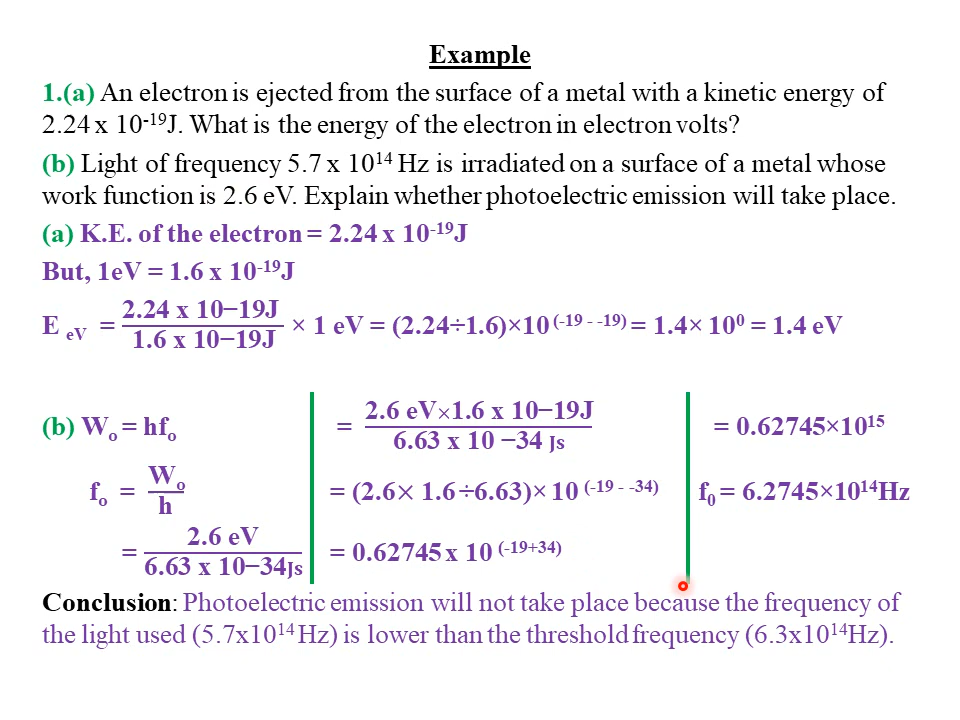 Example
1.(a) An electron is ejected from the surface of a metal with a kinetic energy of
2.24 x 10⁻¹⁹J. What is the energy of the electron in electron volts?
(b) Light of frequency 5.7 x 10¹⁴ Hz is irradiated on a surface of a metal whose
work function is 2.6 eV. Explain whether photoelectric emission will take place.
(a) K.E. of the electron = 2.24 x 10⁻¹⁹J
But, 1eV = 1.6 x 10⁻¹⁹J
E eV = 2.24 x 10−19J / 1.6 x 10−19J × 1 eV = (2.24÷1.6)×10 ⁽⁻¹⁹ ⁻ ⁻¹⁹⁾ = 1.4× 10⁰ = 1.4 eV
(b) Wₒ = hfₒ
fₒ = Wₒ / h
= 2.6 eV / 6.63 x 10−34Js
= 2.6 eV×1.6 x 10−19J / 6.63 x 10 −34 Js
= (2.6× 1.6÷6.63)× 10 ⁽⁻¹⁹ ⁻ ⁻³⁴⁾
= 0.62745 x 10 ⁽⁻¹⁹⁺³⁴⁾
= 0.62745×10¹⁵
f₀ = 6.2745×10¹⁴Hz
Conclusion: Photoelectric emission will not take place because the frequency of
the light used (5.7x10¹⁴ Hz) is lower than the threshold frequency (6.3x10¹⁴Hz).